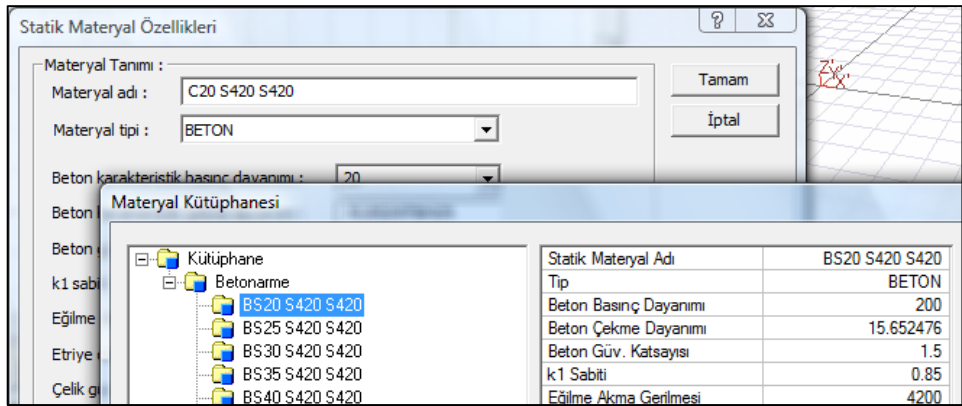 Statik Materyal Özellikleri
Materyal Tanımı :
Materyal adı : C20 S420 S420
Materyal tipi : BETON
Tamam
İptal
Beton karakteristik basınç dayanımı : 20
Beton
Beton
k1 sabi
Eğilme
Etriye
Çelik
Materyal Kütüphanesi
Kütüphane
Betonarme
BS20 S420 S420
BS25 S420 S420
BS30 S420 S420
BS35 S420 S420
BS40 S420 S420
Statik Materyal Adı BS20 S420 S420
Tip BETON
Beton Basınç Dayanımı 200
Beton Çekme Dayanımı 15.652476
Beton Güv. Katsayısı 1.5
k1 Sabiti 0.85
Eğilme Akma Gerilmesi 4200